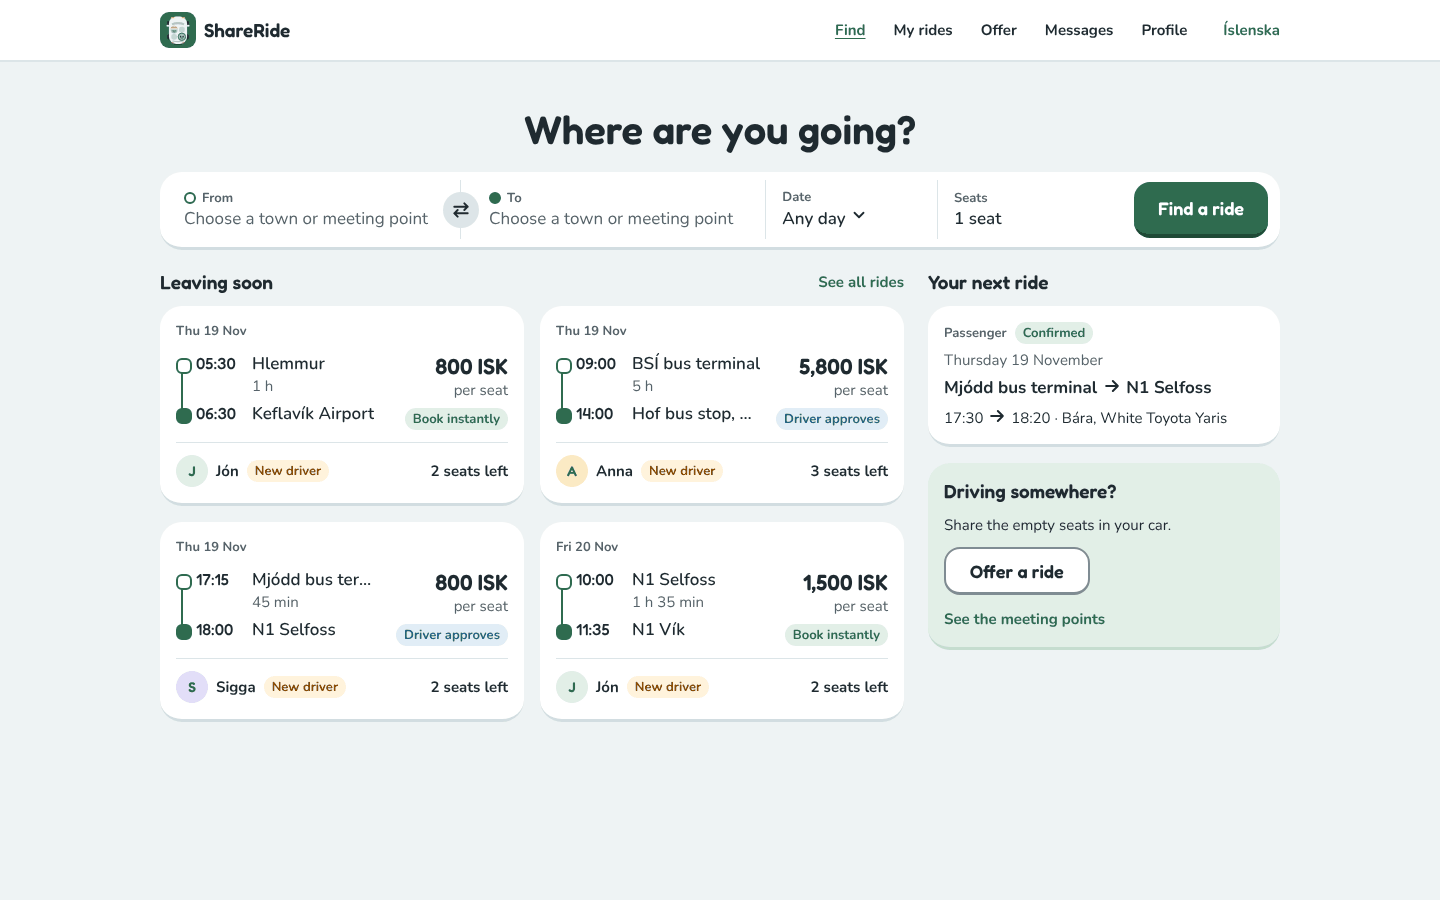 ShareRide
Find My rides Offer Messages Profile Íslenska
Where are you going?
From
Choose a town or meeting point
To
Choose a town or meeting point
Date
Any day
Seats
1 seat
Find a ride
Leaving soon
See all rides
Thu 19 Nov
05:30 Hlemmur
1 h
06:30 Keflavík Airport
800 ISK
per seat
Book instantly
J Jón New driver 2 seats left
Thu 19 Nov
09:00 BSÍ bus terminal
5 h
14:00 Hof bus stop, ...
5,800 ISK
per seat
Driver approves
A Anna New driver 3 seats left
Thu 19 Nov
17:15 Mjódd bus ter...
45 min
18:00 N1 Selfoss
800 ISK
per seat
Driver approves
S Sigga New driver 2 seats left
Fri 20 Nov
10:00 N1 Selfoss
1 h 35 min
11:35 N1 Vík
1,500 ISK
per seat
Book instantly
J Jón New driver 2 seats left
Your next ride
Passenger Confirmed
Thursday 19 November
Mjódd bus terminal → N1 Selfoss
17:30 → 18:20 · Bára, White Toyota Yaris
Driving somewhere?
Share the empty seats in your car.
Offer a ride
See the meeting points